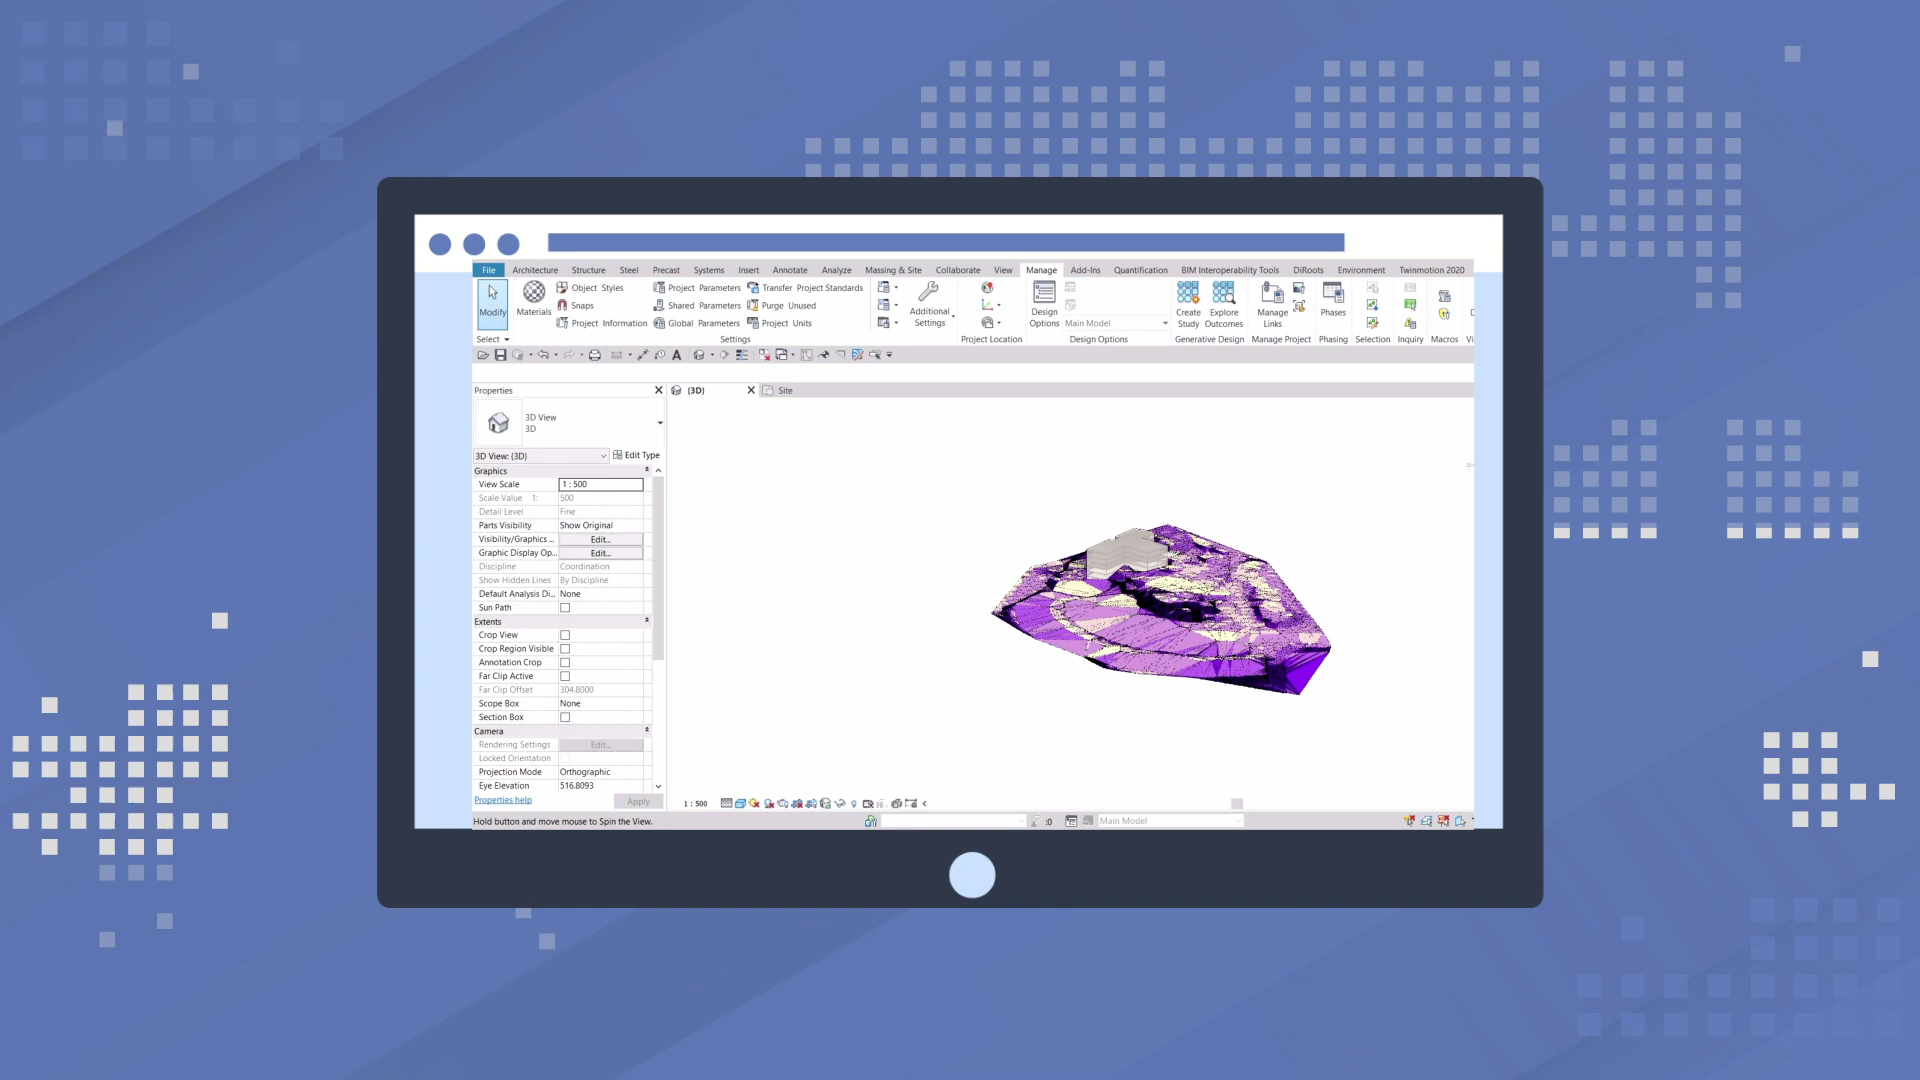 File Architecture Structure Steel Precast Systems Insert Annotate Analyze Massing & Site Collaborate View Manage Add-Ins Quantification BIM Interoperability Tools DiRoots Environment Twinmotion 2020
Modify
Materials
Object Styles
Snaps
Project Information
Project Parameters
Shared Parameters
Global Parameters
Transfer Project Standards
Purge Unused
Project Units
Additional
Settings
Design
Options
Main Model
Create
Study
Explore
Outcomes
Manage
Links
Phases
Select Settings Project Location Design Options Generative Design Manage Project Phasing Selection Inquiry Macros Vi
A
Properties
{3D}
Site
3D View
3D
3D View: {3D}
Edit Type
Graphics
View Scale 1 : 500
Scale Value 1: 500
Detail Level Fine
Parts Visibility Show Original
Visibility/Graphics ... Edit...
Graphic Display Op... Edit...
Discipline Coordination
Show Hidden Lines By Discipline
Default Analysis Di... None
Sun Path
Extents
Crop View
Crop Region Visible
Annotation Crop
Far Clip Active
Far Clip Offset 304.8000
Scope Box None
Section Box
Camera
Rendering Settings Edit...
Locked Orientation
Projection Mode Orthographic
Eye Elevation 516.8093
Properties help Apply
1 : 500
Hold button and move mouse to Spin the View.
:0
Main Model